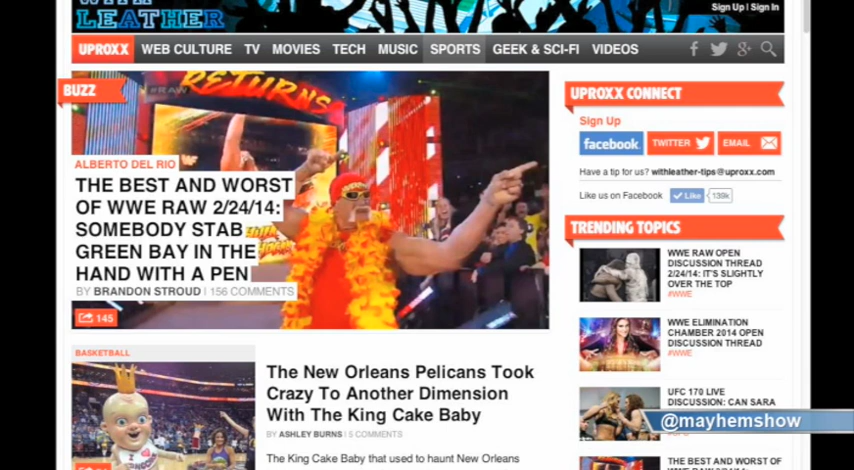 WITH
LEATHER
Sign Up | Sign In
UPROXX WEB CULTURE TV MOVIES TECH MUSIC SPORTS GEEK & SCI-FI VIDEOS
BUZZ
#RAW
RETURNS
ALBERTO DEL RIO
THE BEST AND WORST
OF WWE RAW 2/24/14:
SOMEBODY STAB
GREEN BAY IN THE
HAND WITH A PEN
BY BRANDON STROUD | 156 COMMENTS
145
BASKETBALL
The New Orleans Pelicans Took
Crazy To Another Dimension
With The King Cake Baby
BY ASHLEY BURNS | 5 COMMENTS
The King Cake Baby that used to haunt New Orleans
UPROXX CONNECT
Sign Up
facebook TWITTER EMAIL
Have a tip for us? withleather-tips@uproxx.com
Like us on Facebook Like 139k
TRENDING TOPICS
WWE RAW OPEN
DISCUSSION THREAD
2/24/14: IT'S SLIGHTLY
OVER THE TOP
#WWE
WWE ELIMINATION
CHAMBER 2014 OPEN
DISCUSSION THREAD
#WWE
UFC 170 LIVE
DISCUSSION: CAN SARA
@mayhemshow
THE BEST AND WORST OF